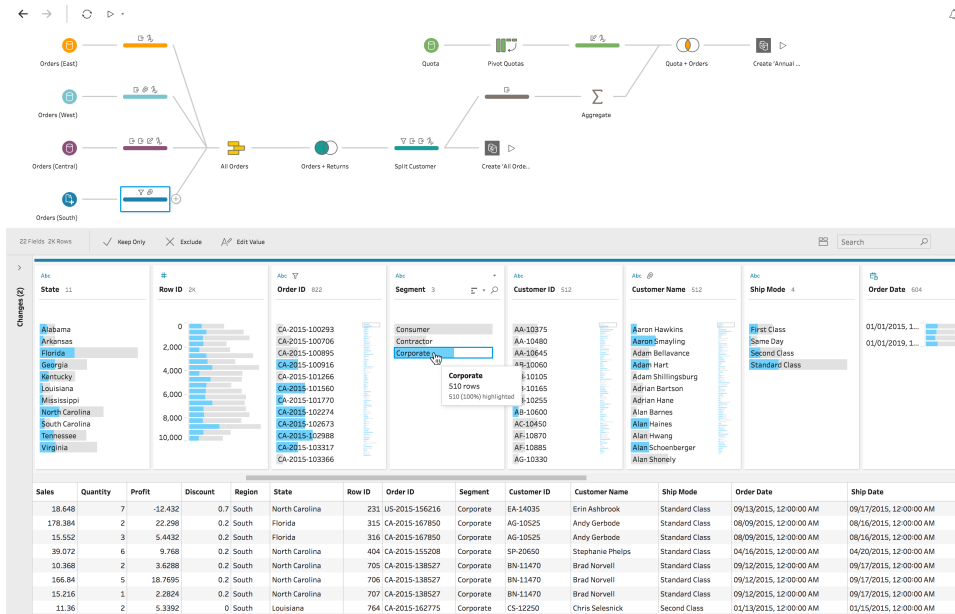 Orders (East)
Quota
Pivot Quotas
Quota + Orders
Create 'Annual ...
Orders (West)
Aggregate
Orders (Central)
All Orders
Orders + Returns
Split Customer
Create 'All Orde...
Orders (South)
22 Fields 2K Rows
Keep Only
Exclude
Edit Value
Search
Changes (2)
Abc
State 11
Alabama
Arkansas
Florida
Georgia
Kentucky
Louisiana
Mississippi
North Carolina
South Carolina
Tennessee
Virginia
#
Row ID 2K
0
2,000
4,000
6,000
8,000
10,000
Abc
Order ID 822
CA-2015-100293
CA-2015-100706
CA-2015-100895
CA-2015-100916
CA-2015-101266
CA-2015-101560
CA-2015-101770
CA-2015-102274
CA-2015-102673
CA-2015-102988
CA-2015-103317
CA-2015-103366
Abc
Segment 3
Consumer
Contractor
Corporate
Corporate
510 rows
510 (100%) highlighted
Abc
Customer ID 512
AA-10375
AA-10480
AA-10645
AB-10060
-10105
-10165
-10255
AB-10600
AC-10450
AF-10870
AF-10885
AG-10330
Abc
Customer Name 512
Aaron Hawkins
Aaron Smayling
Adam Bellavance
Adam Hart
Adam Shillingsburg
Adrian Bartson
Adrian Hane
Alan Barnes
Alan Haines
Alan Hwang
Alan Schoenberger
Alan Shonely
Abc
Ship Mode 4
First Class
Same Day
Second Class
Standard Class
Order Date 604
01/01/2015, 1...
01/01/2019, 1...
Sales Quantity Profit Discount Region State Row ID Order ID Segment Customer ID Customer Name Ship Mode Order Date Ship Date
18.648 7 -12.432 0.7 South North Carolina 231 US-2015-156216 Corporate EA-14035 Erin Ashbrook Standard Class 09/13/2015, 12:00:00 AM 09/17/2015, 12:00:00 AM
178.384 2 22.298 0.2 South Florida 315 CA-2015-167850 Corporate AG-10525 Andy Gerbode Standard Class 08/09/2015, 12:00:00 AM 08/16/2015, 12:00:00 AM
15.552 3 5.4432 0.2 South Florida 316 CA-2015-167850 Corporate AG-10525 Andy Gerbode Standard Class 08/09/2015, 12:00:00 AM 08/16/2015, 12:00:00 AM
39.072 6 9.768 0.2 South North Carolina 404 CA-2015-155208 Corporate SP-20650 Stephanie Phelps Standard Class 04/16/2015, 12:00:00 AM 04/20/2015, 12:00:00 AM
10.368 2 3.6288 0.2 South North Carolina 705 CA-2015-138527 Corporate BN-11470 Brad Norvell Standard Class 09/12/2015, 12:00:00 AM 09/17/2015, 12:00:00 AM
166.84 5 18.7695 0.2 South North Carolina 706 CA-2015-138527 Corporate BN-11470 Brad Norvell Standard Class 09/12/2015, 12:00:00 AM 09/17/2015, 12:00:00 AM
15.216 1 2.2824 0.2 South North Carolina 707 CA-2015-138527 Corporate BN-11470 Brad Norvell Standard Class 09/12/2015, 12:00:00 AM 09/17/2015, 12:00:00 AM
11.36 2 5.3392 0 South Louisiana 764 CA-2015-162775 Corporate CS-12250 Chris Selesnick Second Class 01/13/2015, 12:00:00 AM 01/15/2015, 12:00:00 AM